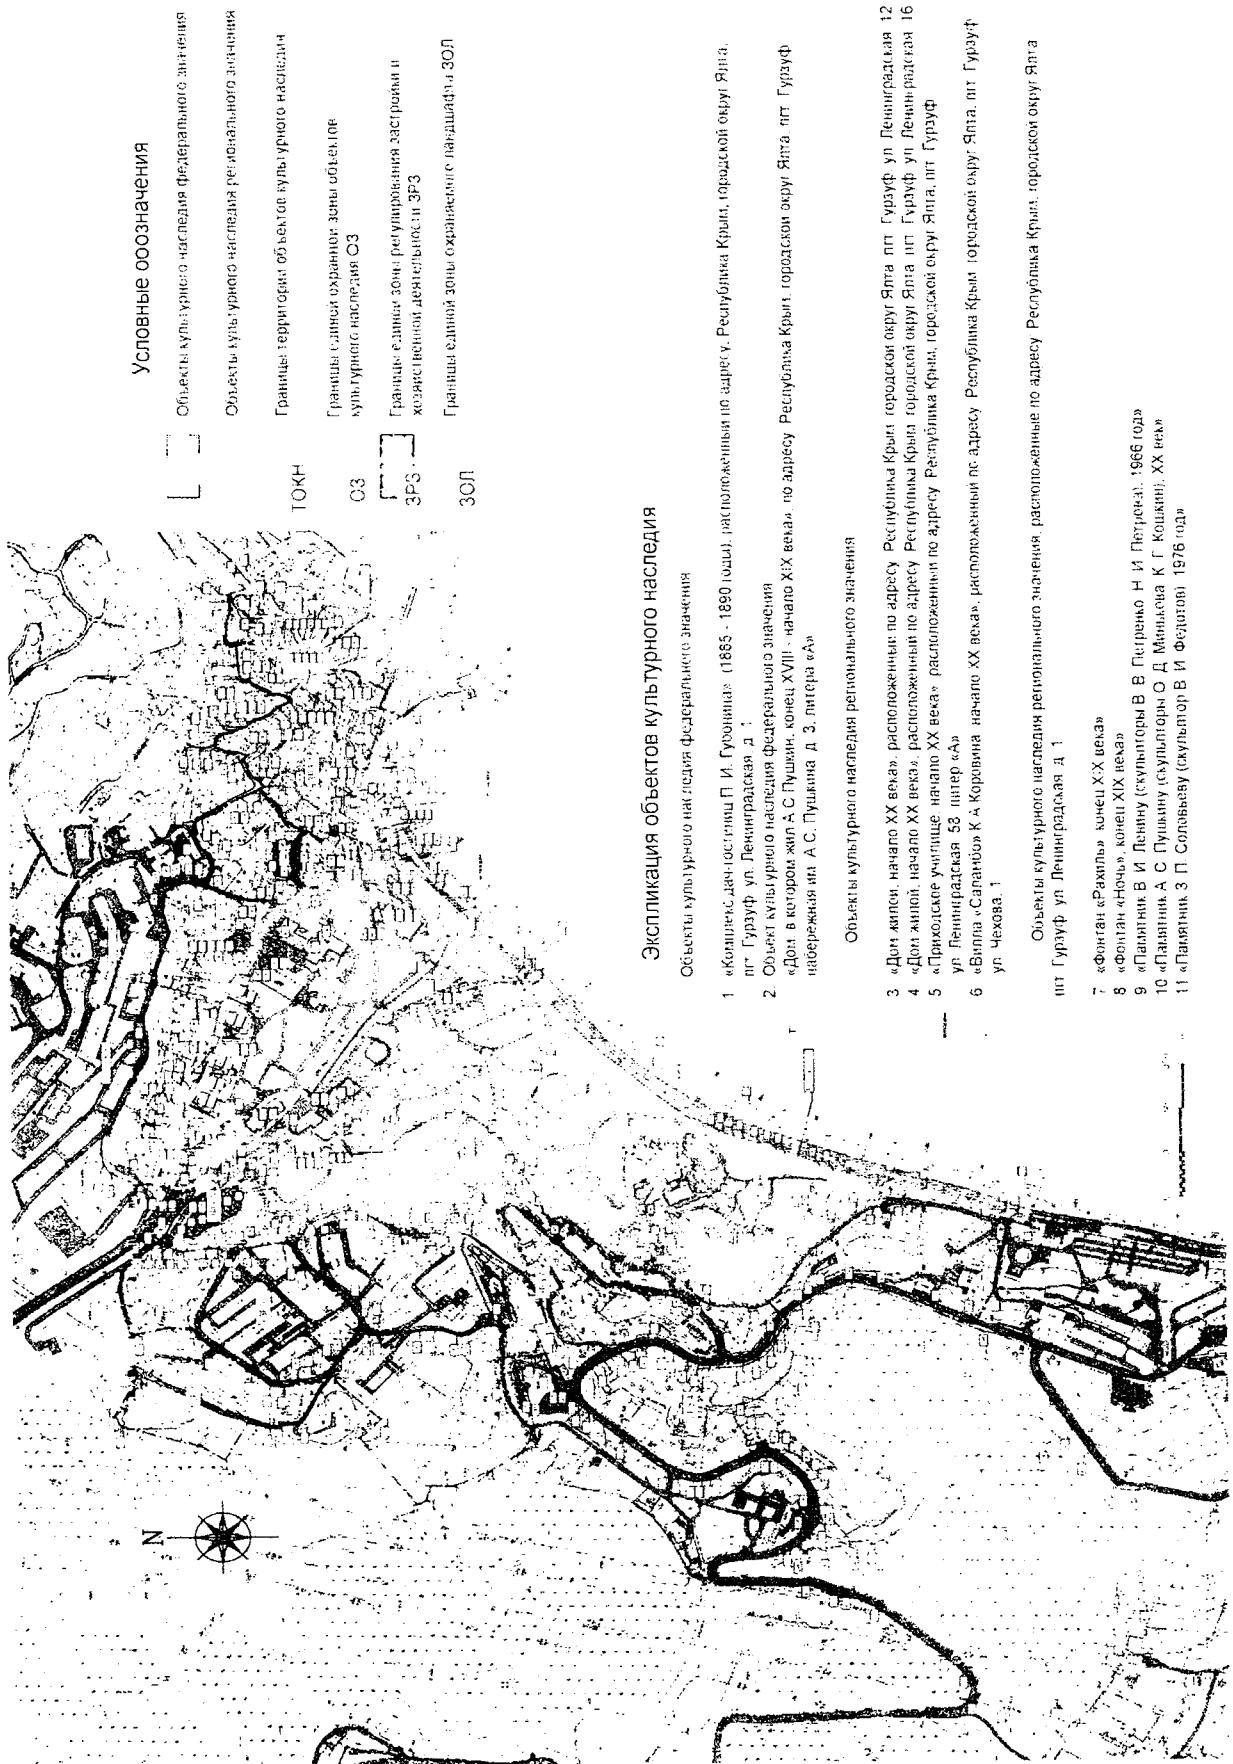 Условные обозначения
Объекты культурного наследия федерального значения
Объекты культурного наследия регионального значения
ТОКН
Границы территории объектов культурного наследия
ОЗ
Границы единой охранной зоны объектов
культурного наследия ОЗ
ЗРЗ
Границы единой зоны регулирования застройки и
хозяйственной деятельности ЗРЗ
ЗОЛ
Границы единой зоны охраняемого ландшафта ЗОЛ
N
Экспликация объектов культурного наследия
Объекты культурного наследия федерального значения
1 «Комплекс дач-гостиниц П И. Губонина» (1885 - 1890 годы), расположенный по адресу. Республика Крым, городской округ Ялта.
пгт Гурзуф ул. Ленинградская д 1
2. Объект культурного наследия федерального значения
«Дом в котором жил А С Пушкин, конец XVIII - начало XIX века», по адресу Республика Крым, городской округ Ялта, пгт Гурзуф
набережная им А.С. Пушкина д 3, литера «А»
Объекты культурного наследия регионального значения
3 «Дом жилой, начало XX века», расположенный по адресу Республика Крым городской округ Ялта пгт Гурзуф ул Ленинградская 12
4 «Дом жилой, начало XX века», расположенный по адресу Республика Крым городской округ Ялта пгт Гурзуф ул Ленинградская 16
5 «Приходское училище начало XX века» расположенный по адресу Республика Крым, городской округ Ялта, пгт Гурзуф
ул Ленинградская 58 литер «А»
6 «Вилла «Саламбо» К А Коровина начало XX века», расположенный по адресу Республика Крым городской округ Ялта, пгт Гурзуф
ул Чехова, 1
Объекты культурного наследия регионального значения, расположенные по адресу Республика Крым, городской округ Ялта
пгт Гурзуф ул Ленинградская д 1
7 «Фонтан «Рахиль» конец XIX века»
8 «Фонтан «Ночь», конец XIX века»
9 «Памятник В И Ленину (скульпторы В В Петренко Н И Петрена), 1966 год»
10 «Памятник А С Пушкину (скульпторы О Д Минькова К Г Кошкин), XX век»
11 «Памятник З П. Соловьеву (скульптор В И Федотов) 1976 год»